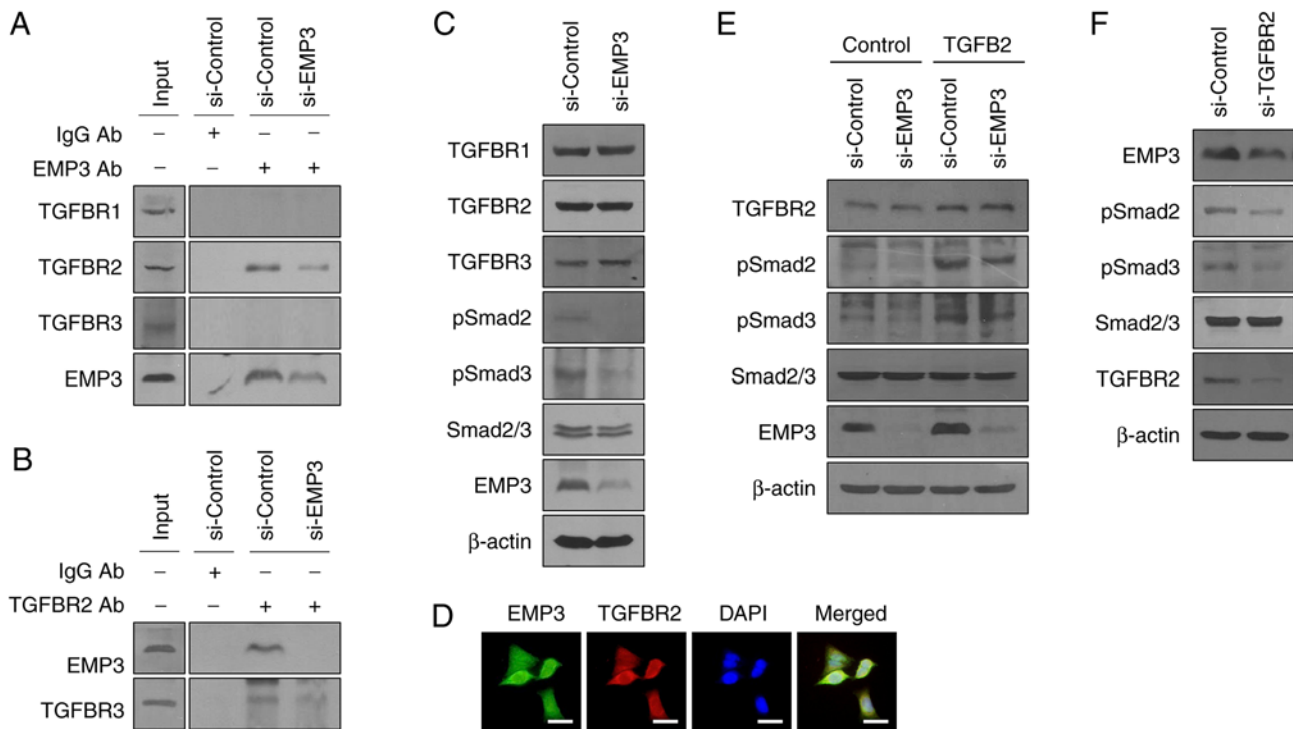 A
Input
si-Control
si-Control
si-EMP3
IgG Ab – + – –
EMP3 Ab – – + +
TGFBR1
TGFBR2
TGFBR3
EMP3
B
Input
si-Control
si-Control
si-EMP3
IgG Ab – + – –
TGFBR2 Ab – – + +
EMP3
TGFBR3
C
si-Control
si-EMP3
TGFBR1
TGFBR2
TGFBR3
pSmad2
pSmad3
Smad2/3
EMP3
β-actin
D
EMP3 TGFBR2 DAPI Merged
E
Control TGFB2
si-Control
si-EMP3
si-Control
si-EMP3
TGFBR2
pSmad2
pSmad3
Smad2/3
EMP3
β-actin
F
si-Control
si-TGFBR2
EMP3
pSmad2
pSmad3
Smad2/3
TGFBR2
β-actin